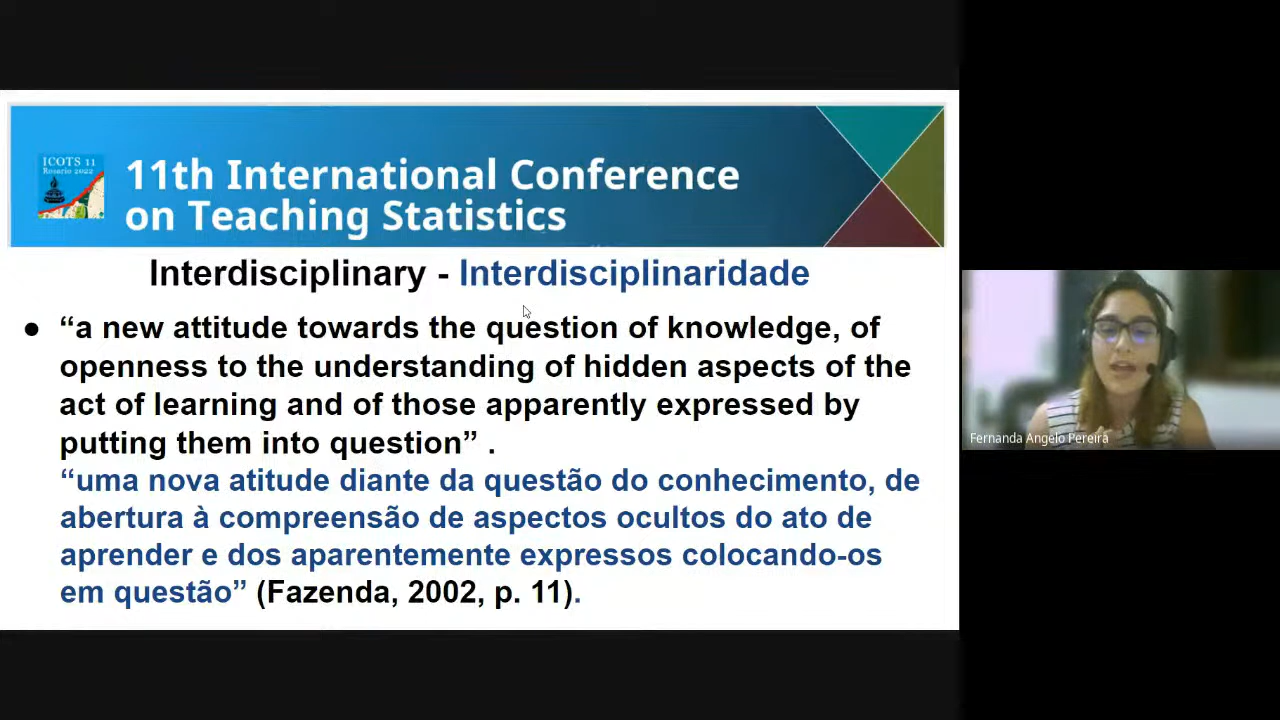 ICOTS 11
Rosario 2022
11th International Conference
on Teaching Statistics
Interdisciplinary - Interdisciplinaridade
● “a new attitude towards the question of knowledge, of
openness to the understanding of hidden aspects of the
act of learning and of those apparently expressed by
putting them into question” .
“uma nova atitude diante da questão do conhecimento, de
abertura à compreensão de aspectos ocultos do ato de
aprender e dos aparentemente expressos colocando-os
em questão” (Fazenda, 2002, p. 11).
Fernanda Angelo Pereira